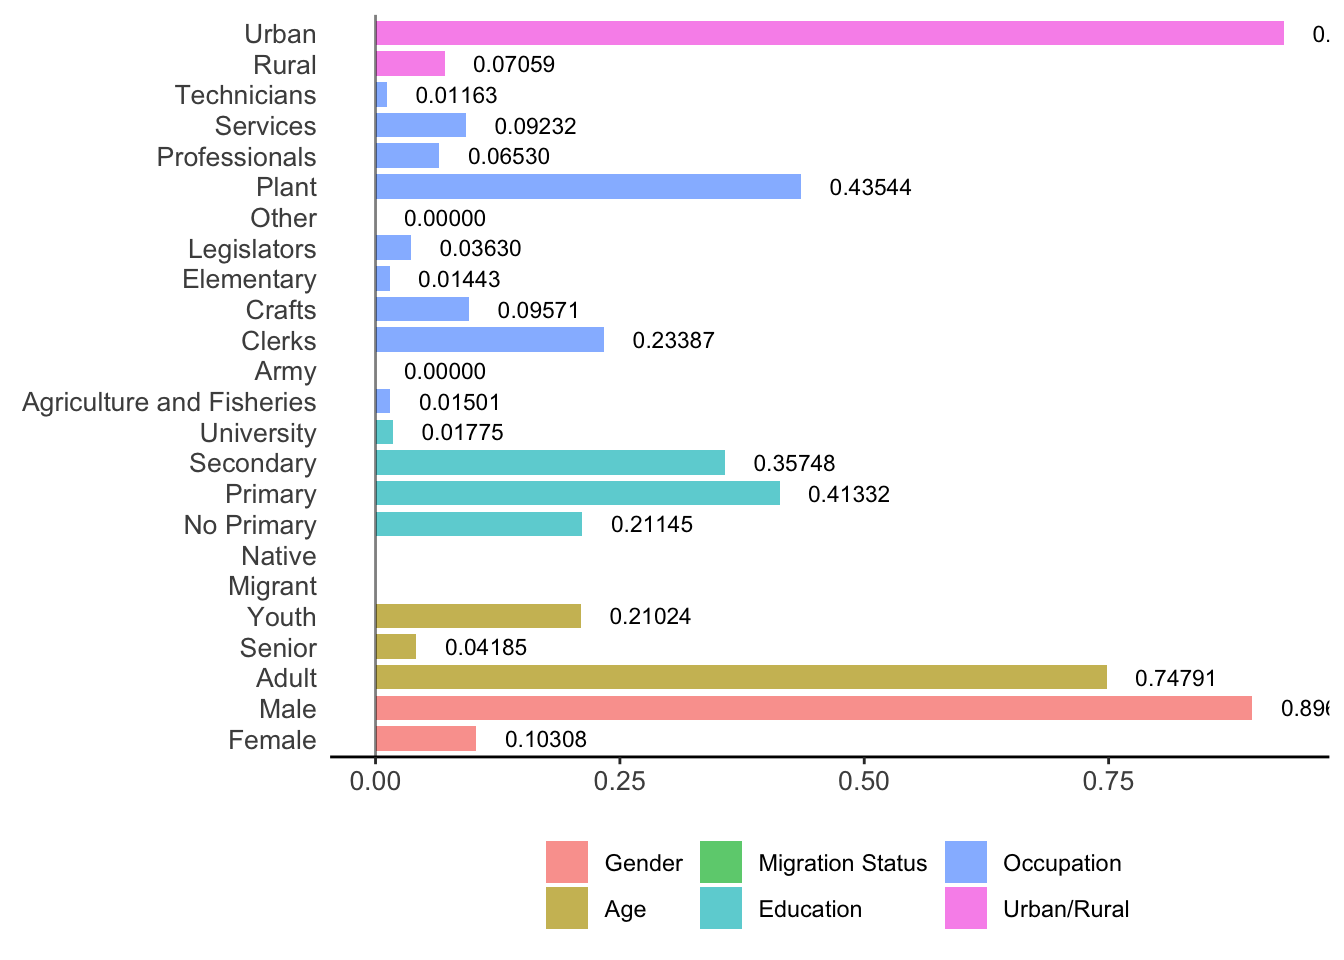 Urban 0.
Rural 0.07059
Technicians 0.01163
Services 0.09232
Professionals 0.06530
Plant 0.43544
Other 0.00000
Legislators 0.03630
Elementary 0.01443
Crafts 0.09571
Clerks 0.23387
Army 0.00000
Agriculture and Fisheries 0.01501
University 0.01775
Secondary 0.35748
Primary 0.41332
No Primary 0.21145
Native
Migrant
Youth 0.21024
Senior 0.04185
Adult 0.74791
Male 0.896
Female 0.10308
0.00 0.25 0.50 0.75
Gender Migration Status Occupation
Age Education Urban/Rural